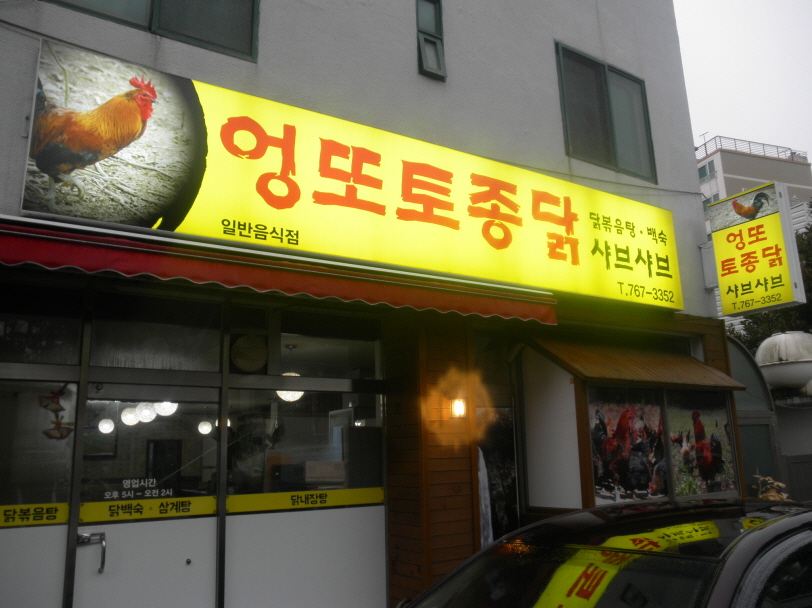 엉또토종닭
일반음식점
닭볶음탕·백숙
샤브샤브
T.767-3352
엉또
토종닭
샤브샤브
T.767-3352
영업시간
오후 5시-오전 2시
닭볶음탕
닭백숙·삼계탕
닭내장탕